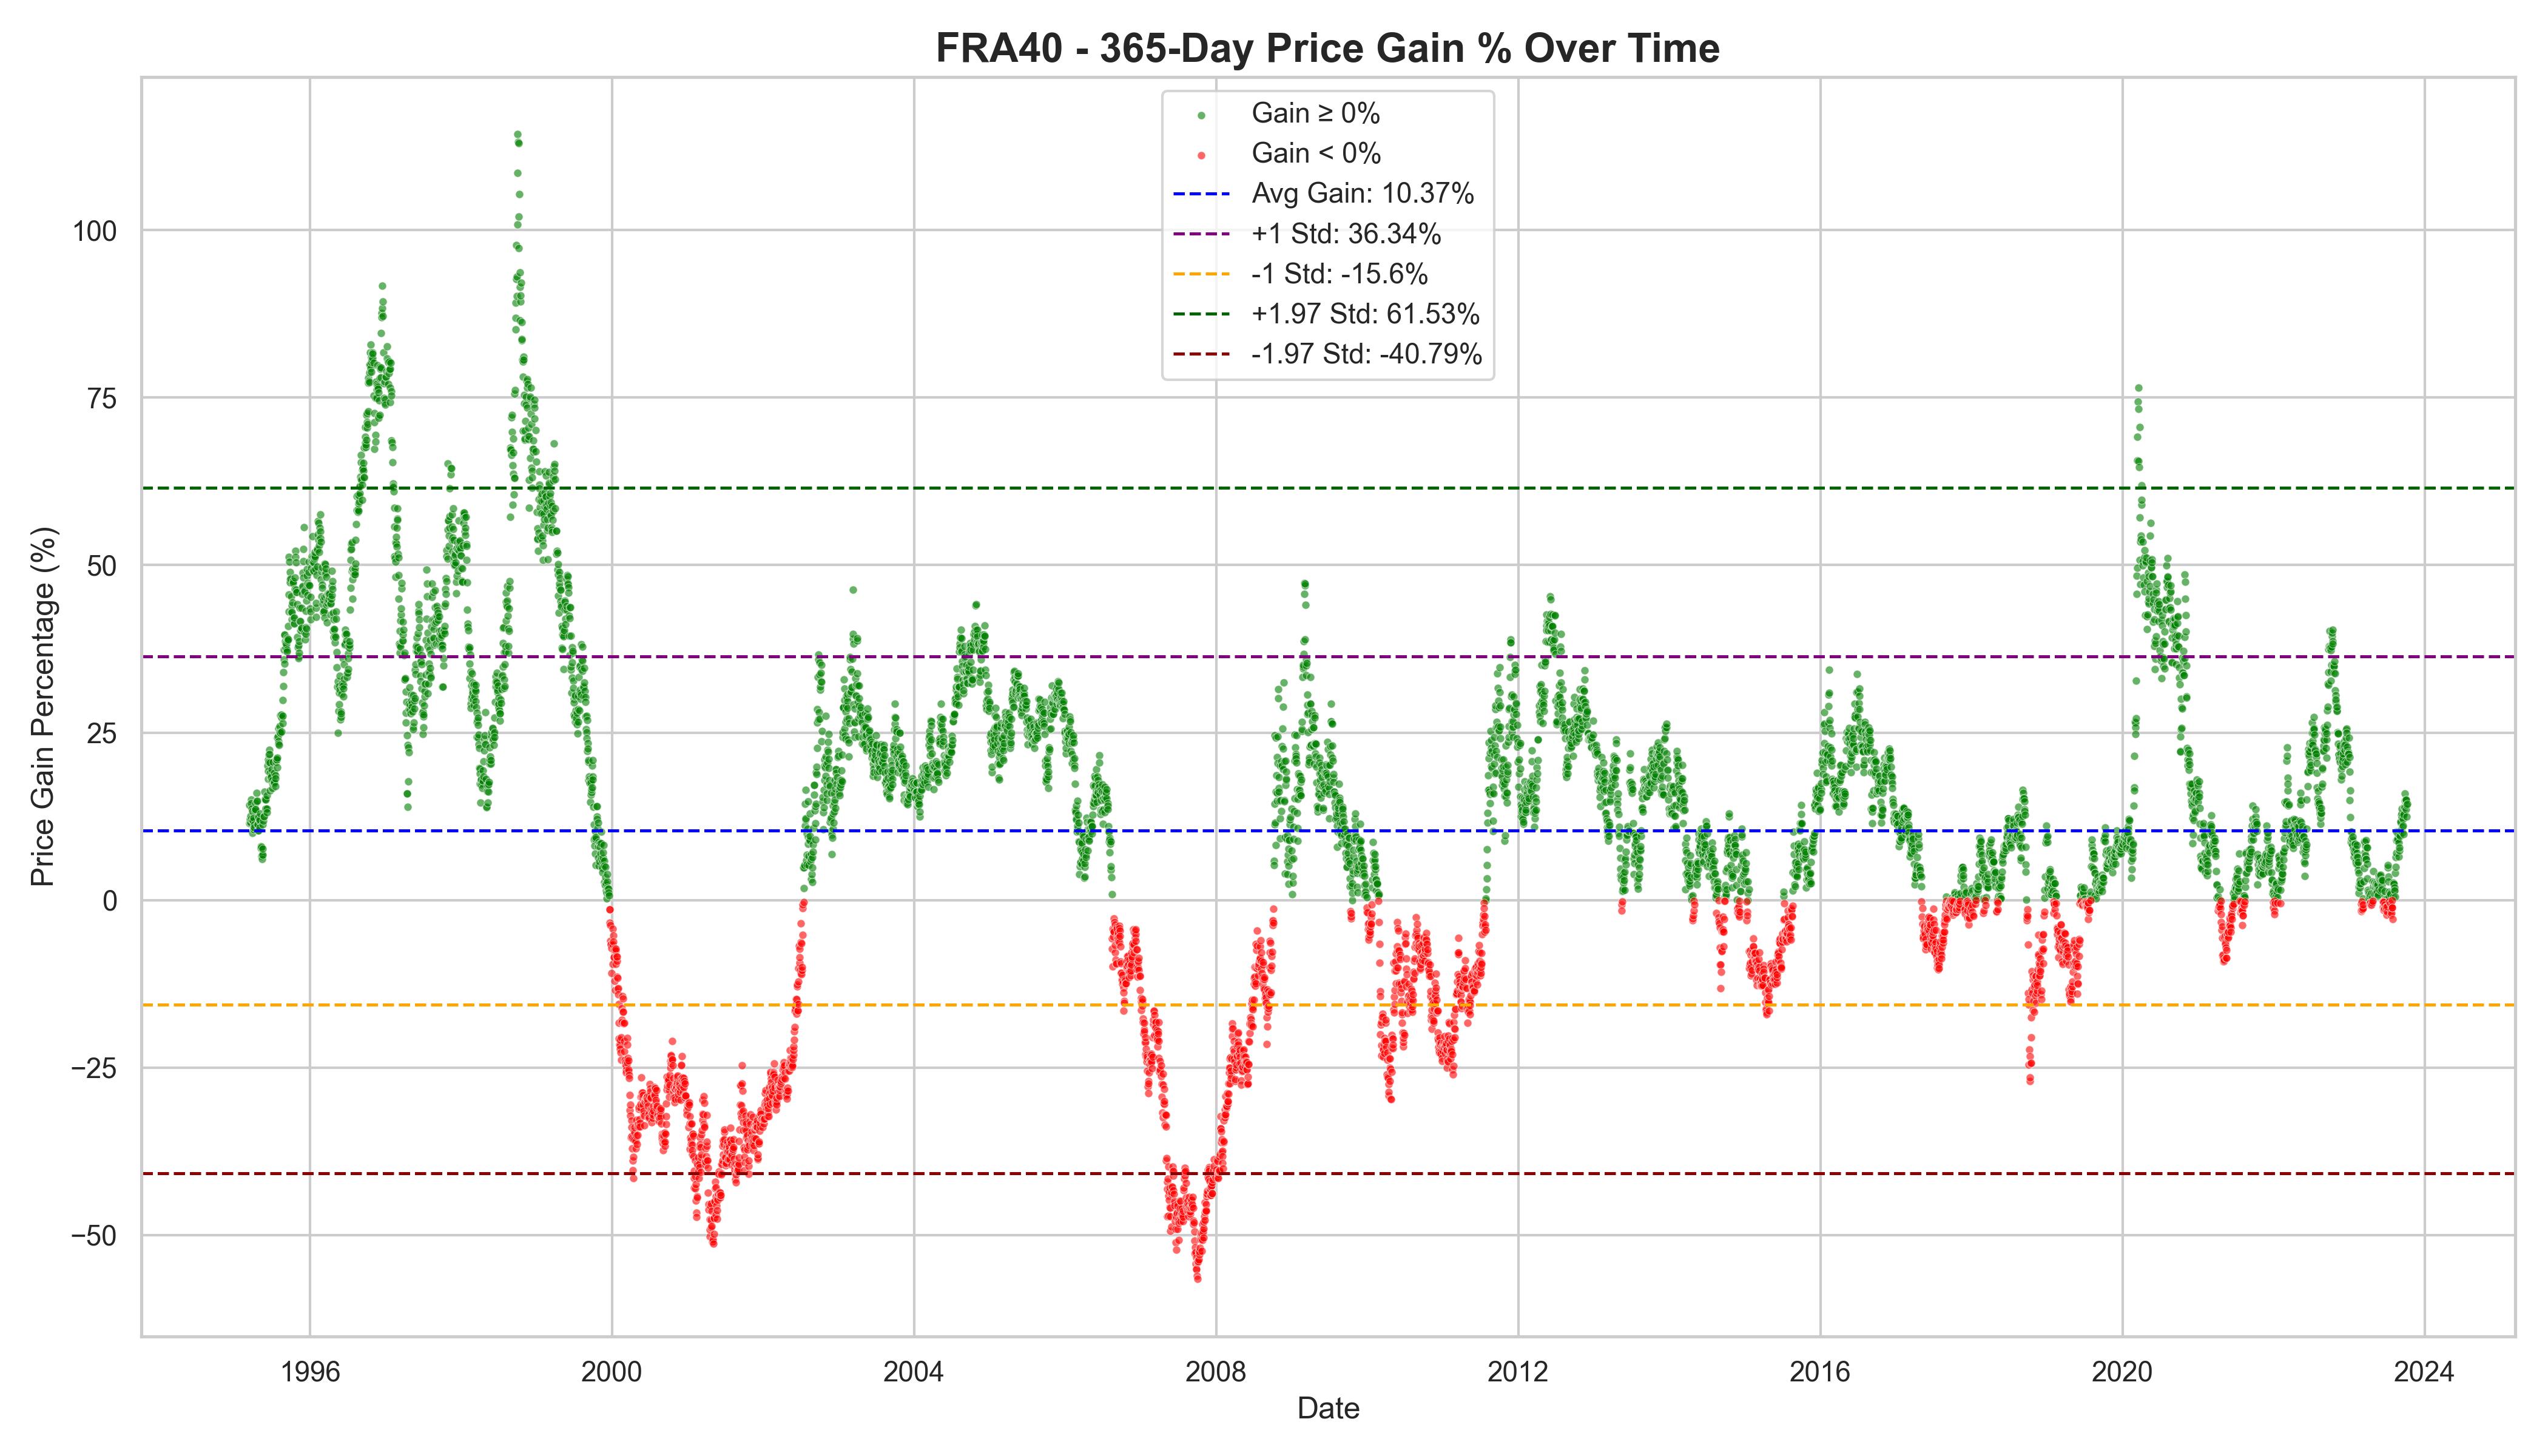 FRA40 - 365-Day Price Gain % Over Time
Gain ≥ 0%
Gain < 0%
Avg Gain: 10.37%
+1 Std: 36.34%
-1 Std: -15.6%
+1.97 Std: 61.53%
-1.97 Std: -40.79%
Price Gain Percentage (%)
100
75
50
25
0
−25
−50
1996
2000
2004
2008
2012
2016
2020
2024
Date